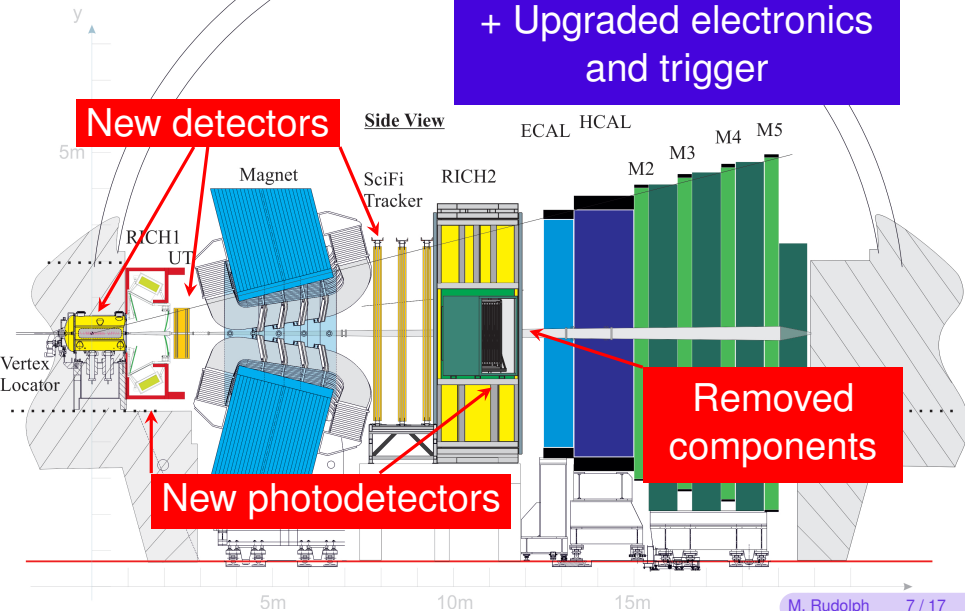 y
+ Upgraded electronics
and trigger
New detectors
Side View
ECAL
HCAL
M2
M3
M4
M5
5m
Magnet
SciFi
Tracker
RICH2
RICH1
UT
Vertex
Locator
Removed
components
New photodetectors
5m
10m
15m
M. Rudolph
7 / 17